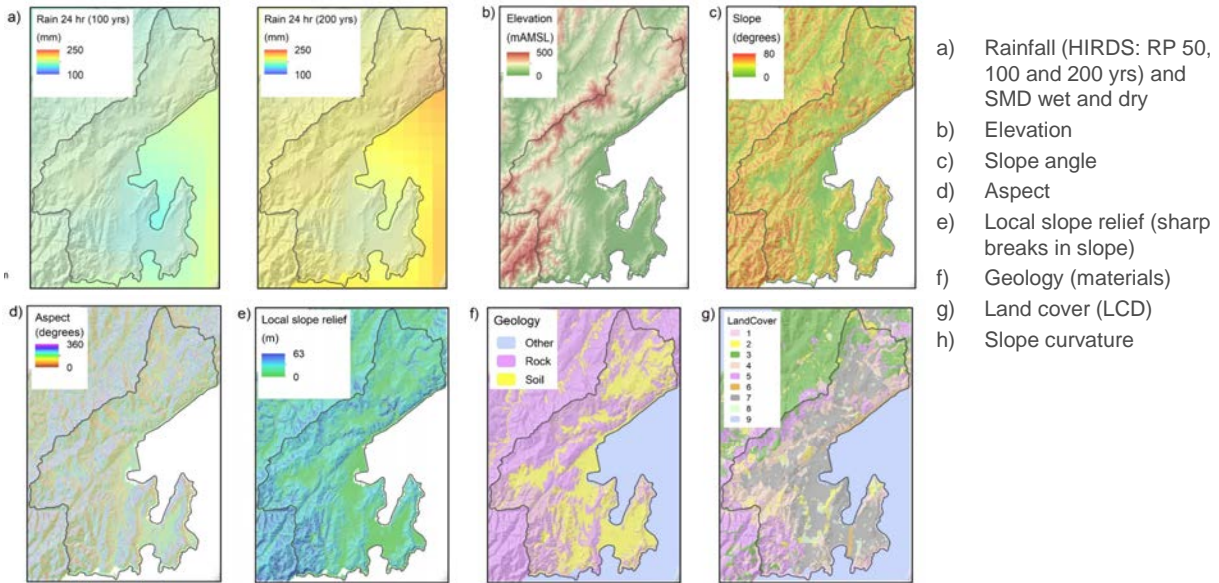 a)
Rain 24 hr (100 yrs)
(mm)
250
100
Rain 24 hr (200 yrs)
(mm)
250
100
b)
Elevation
(mAMSL)
500
0
c)
Slope
(degrees)
80
0
n
d)
Aspect
(degrees)
360
0
e)
Local slope relief
(m)
63
0
f)
Geology
Other
Rock
Soil
g)
LandCover
1
2
3
4
5
6
7
8
9
a) Rainfall (HIRDS: RP 50,
100 and 200 yrs) and
SMD wet and dry
b) Elevation
c) Slope angle
d) Aspect
e) Local slope relief (sharp
breaks in slope)
f) Geology (materials)
g) Land cover (LCD)
h) Slope curvature